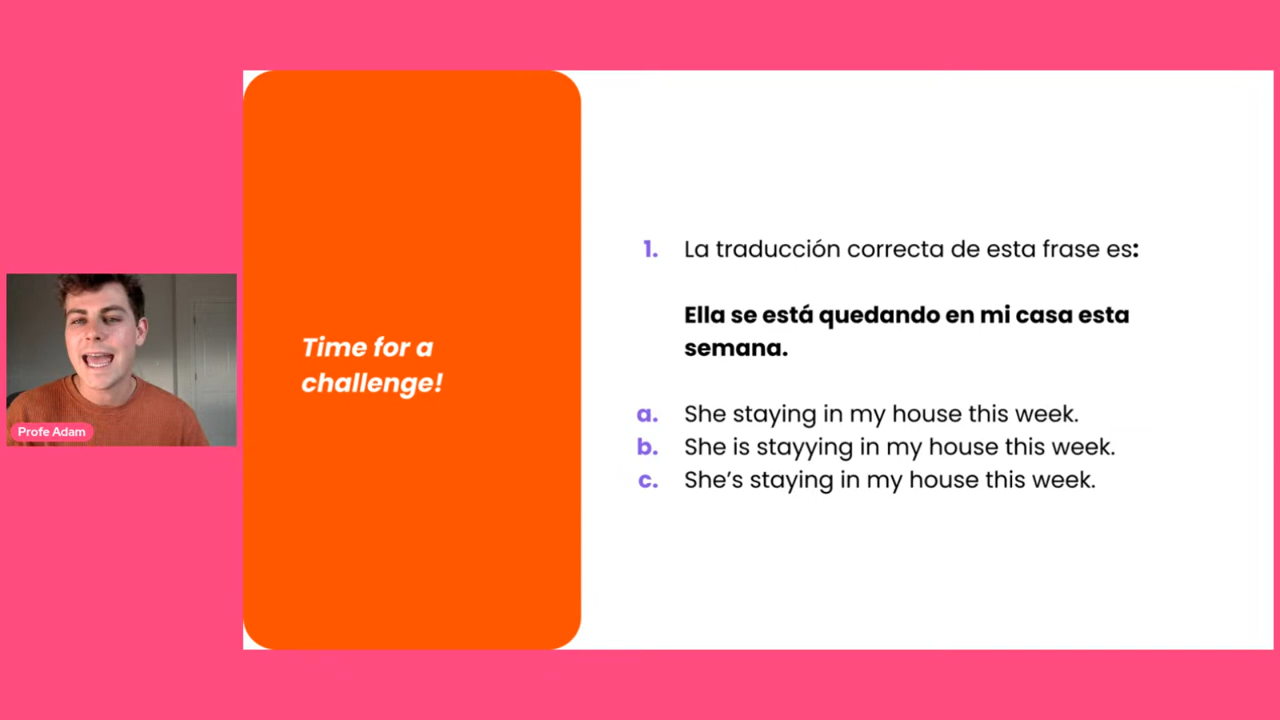 Time for a
challenge!
1. La traducción correcta de esta frase es:
Ella se está quedando en mi casa esta
semana.
a. She staying in my house this week.
b. She is stayying in my house this week.
c. She’s staying in my house this week.
Profe Adam